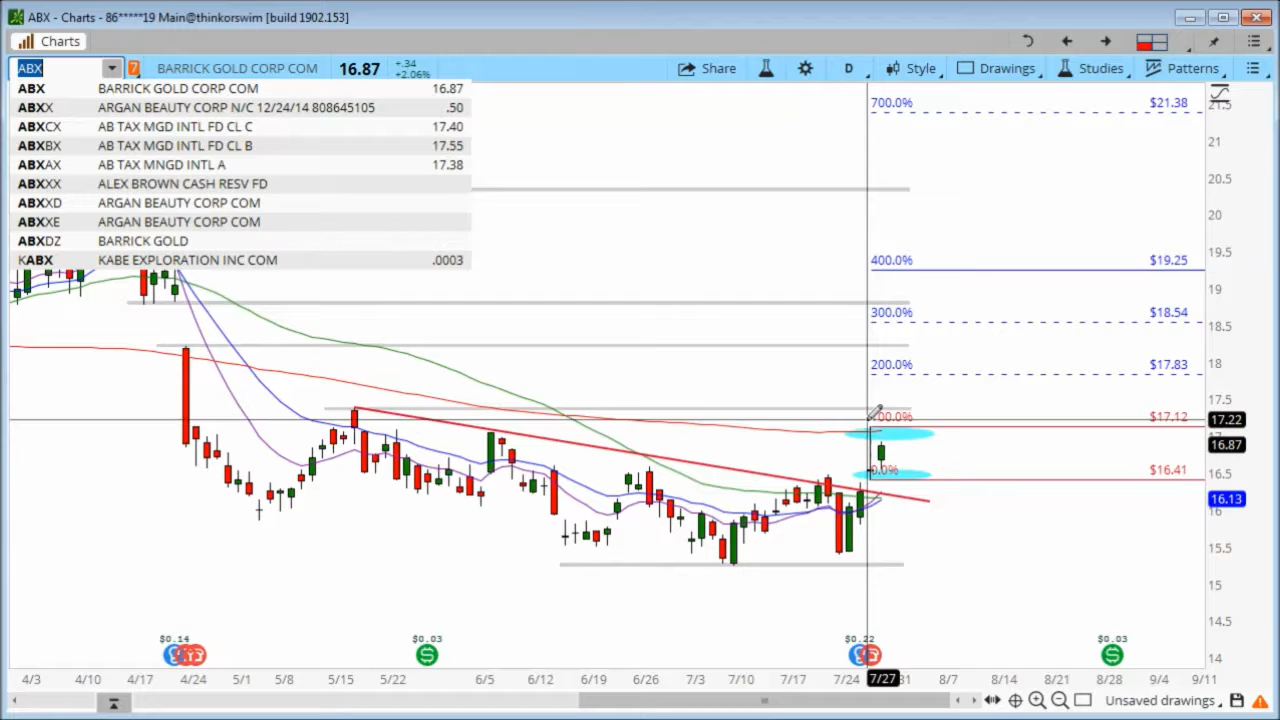 ABX - Charts - 86*****19 Main@thinkorswim [build 1902.153]
Charts
ABX 7 BARRICK GOLD CORP COM 16.87 +.34 +2.06% Share D Style Drawings Studies Patterns
ABX BARRICK GOLD CORP COM 16.87
ABXX ARGAN BEAUTY CORP N/C 12/24/14 808645105 .50
ABXCX AB TAX MGD INTL FD CL C 17.40
ABXBX AB TAX MGD INTL FD CL B 17.55
ABXAX AB TAX MNGD INTL A 17.38
ABXXX ALEX BROWN CASH RESV FD
ABXXD ARGAN BEAUTY CORP COM
ABXXE ARGAN BEAUTY CORP COM
ABXDZ BARRICK GOLD
KABX KABE EXPLORATION INC COM .0003
700.0% $21.38
21.5
21
20.5
20
19.5
400.0% $19.25
19
300.0% $18.54
18.5
18
200.0% $17.83
17.5
00.0% $17.12
17.22
16.87
0.0% $16.41
16.5
16.13
16
15.5
15
14.5
14
$0.14 $0.03 $0.22 $0.03
4/3 4/10 4/17 4/24 5/1 5/8 5/15 5/22 6/5 6/12 6/19 6/26 7/3 7/10 7/17 7/24 7/27 31 8/7 8/14 8/21 8/28 9/4 9/11
Unsaved drawings